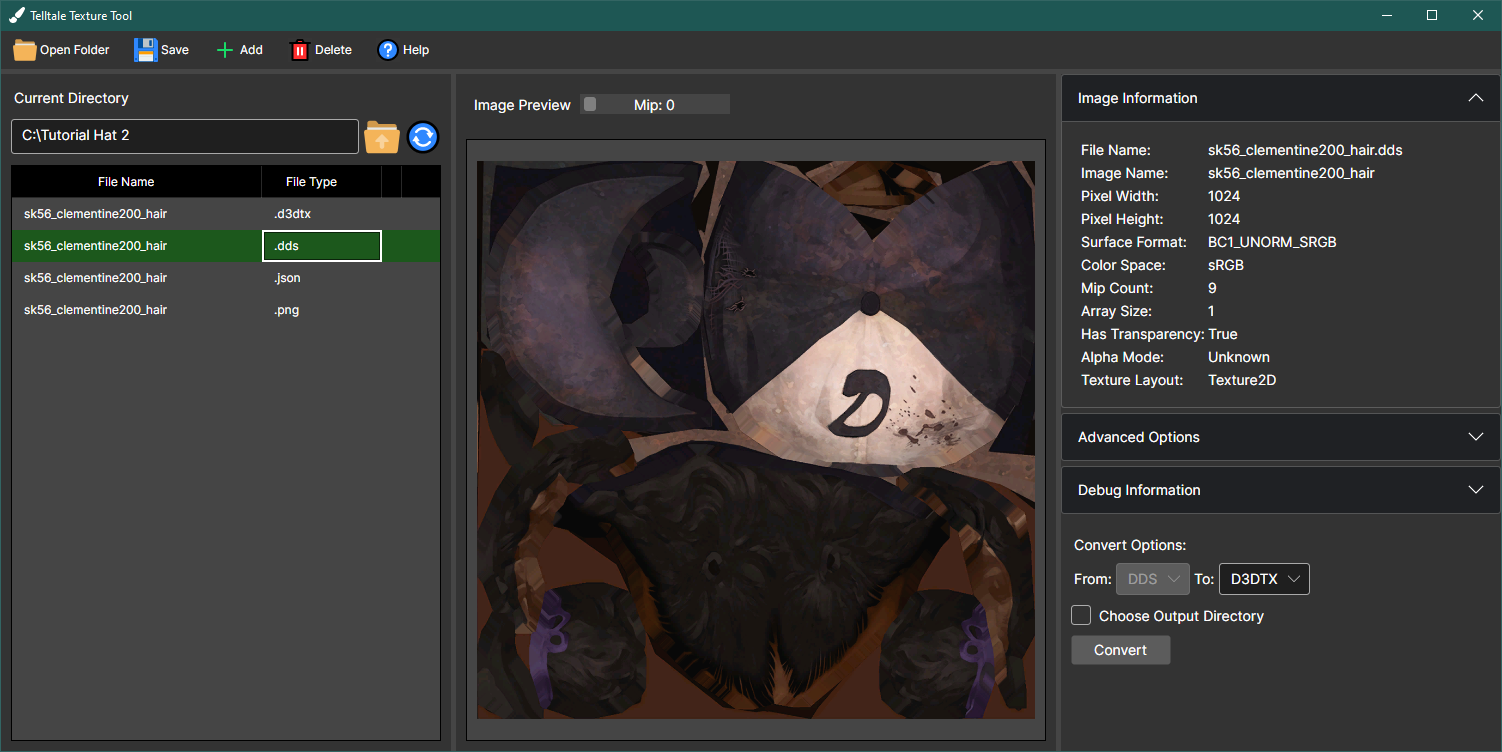 Telltale Texture Tool
Open Folder Save Add Delete Help
Current Directory
C:\Tutorial Hat 2
File Name File Type
sk56_clementine200_hair .d3dtx
sk56_clementine200_hair .dds
sk56_clementine200_hair .json
sk56_clementine200_hair .png
Image Preview Mip: 0
D
Image Information
File Name: sk56_clementine200_hair.dds
Image Name: sk56_clementine200_hair
Pixel Width: 1024
Pixel Height: 1024
Surface Format: BC1_UNORM_SRGB
Color Space: sRGB
Mip Count: 9
Array Size: 1
Has Transparency: True
Alpha Mode: Unknown
Texture Layout: Texture2D
Advanced Options
Debug Information
Convert Options:
From: DDS To: D3DTX
Choose Output Directory
Convert